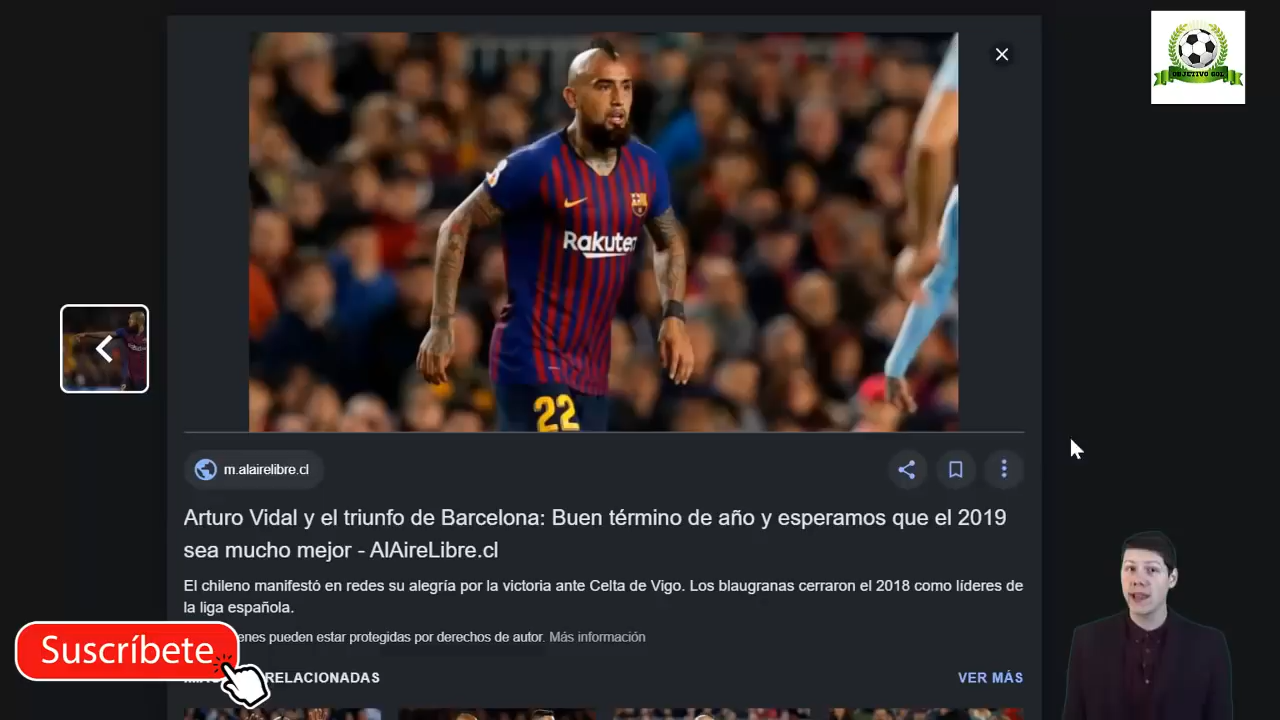 OBJETIVO GOL
Rakuten
22
m.alairelibre.cl
Arturo Vidal y el triunfo de Barcelona: Buen término de año y esperamos que el 2019
sea mucho mejor - AlAireLibre.cl
El chileno manifestó en redes su alegría por la victoria ante Celta de Vigo. Los blaugranas cerraron el 2018 como líderes de
la liga española.
pueden estar protegidas por derechos de autor. Más información
Suscríbete
RELACIONADAS
VER MÁS